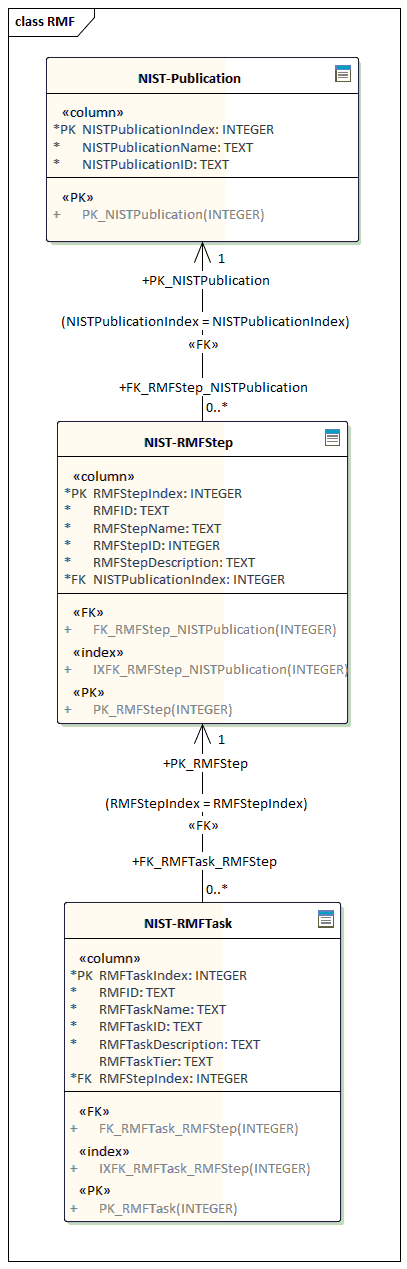 class RMF
NIST-Publication
«column»
*PK NISTPublicationIndex: INTEGER
* NISTPublicationName: TEXT
* NISTPublicationID: TEXT
«PK»
+ PK_NISTPublication(INTEGER)
1
+PK_NISTPublication
(NISTPublicationIndex = NISTPublicationIndex)
«FK»
+FK_RMFStep_NISTPublication
0..*
NIST-RMFStep
«column»
*PK RMFStepIndex: INTEGER
* RMFID: TEXT
* RMFStepName: TEXT
* RMFStepID: INTEGER
* RMFStepDescription: TEXT
*FK NISTPublicationIndex: INTEGER
«FK»
+ FK_RMFStep_NISTPublication(INTEGER)
«index»
+ IXFK_RMFStep_NISTPublication(INTEGER)
«PK»
+ PK_RMFStep(INTEGER)
1
+PK_RMFStep
(RMFStepIndex = RMFStepIndex)
«FK»
+FK_RMFTask_RMFStep
0..*
NIST-RMFTask
«column»
*PK RMFTaskIndex: INTEGER
* RMFID: TEXT
* RMFTaskName: TEXT
* RMFTaskID: TEXT
* RMFTaskDescription: TEXT
RMFTaskTier: TEXT
*FK RMFStepIndex: INTEGER
«FK»
+ FK_RMFTask_RMFStep(INTEGER)
«index»
+ IXFK_RMFTask_RMFStep(INTEGER)
«PK»
+ PK_RMFTask(INTEGER)